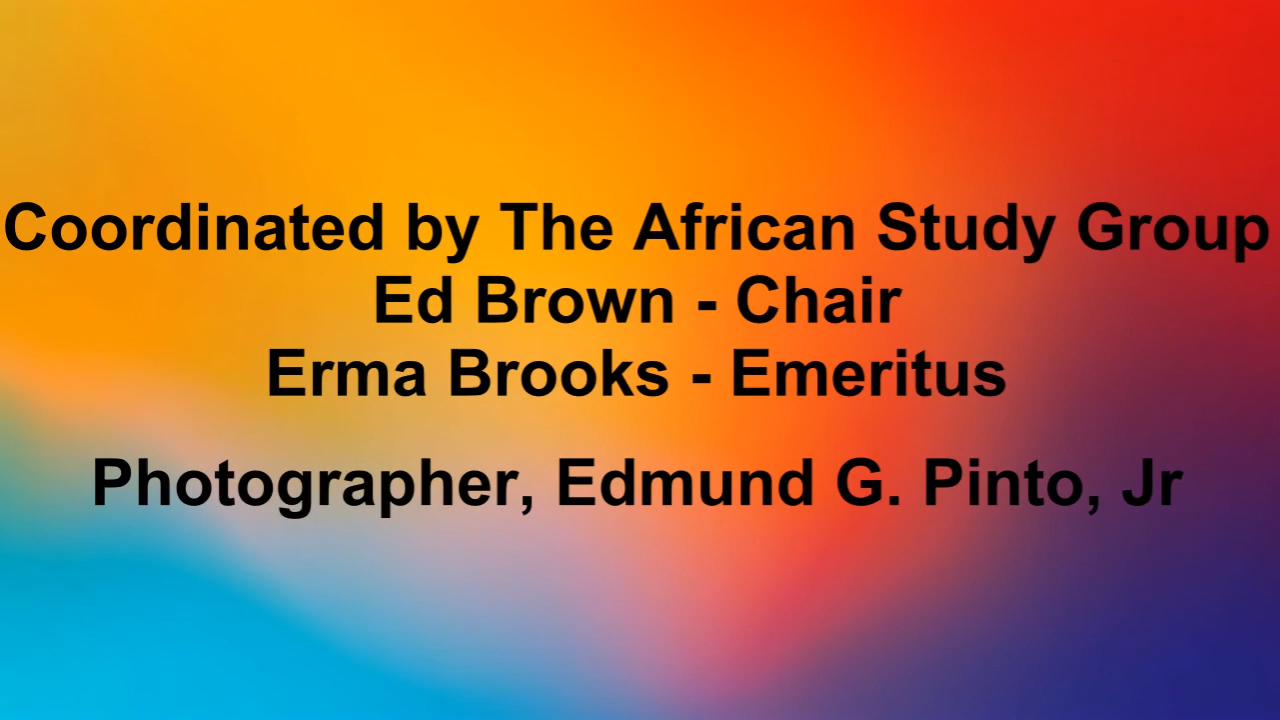 Coordinated by The African Study Group
Ed Brown - Chair
Erma Brooks - Emeritus
Photographer, Edmund G. Pinto, Jr